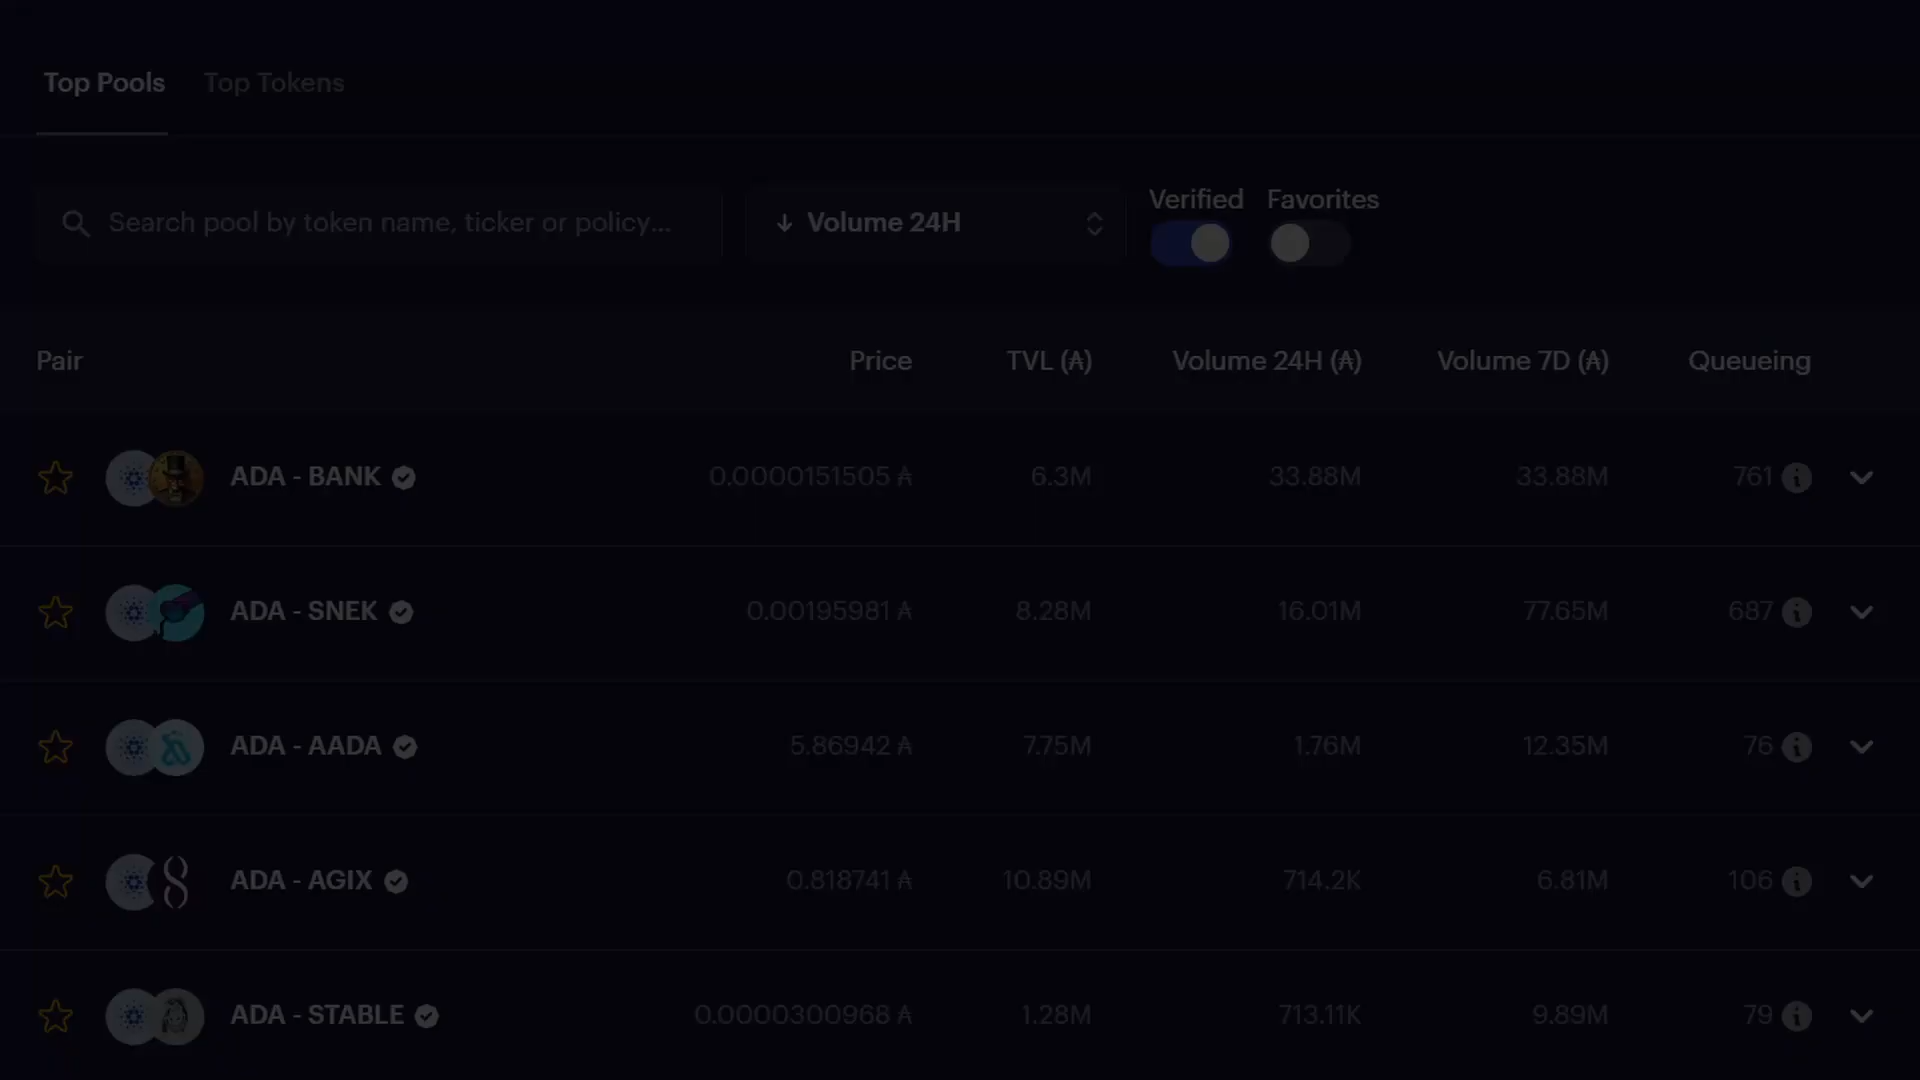 Top Pools Top Tokens
Search pool by token name, ticker or policy... Volume 24H Verified Favorites
Pair Price TVL (₳) Volume 24H (₳) Volume 7D (₳) Queueing
ADA - BANK 0.0000151505 ₳ 6.3M 33.88M 33.88M 761
ADA - SNEK 0.00195981 ₳ 8.28M 16.01M 77.65M 687
ADA - AADA 5.86942 ₳ 7.75M 1.76M 12.35M 76
ADA - AGIX 0.818741 ₳ 10.89M 714.2K 6.81M 106
ADA - STABLE 0.0000300968 ₳ 1.28M 713.11K 9.89M 79